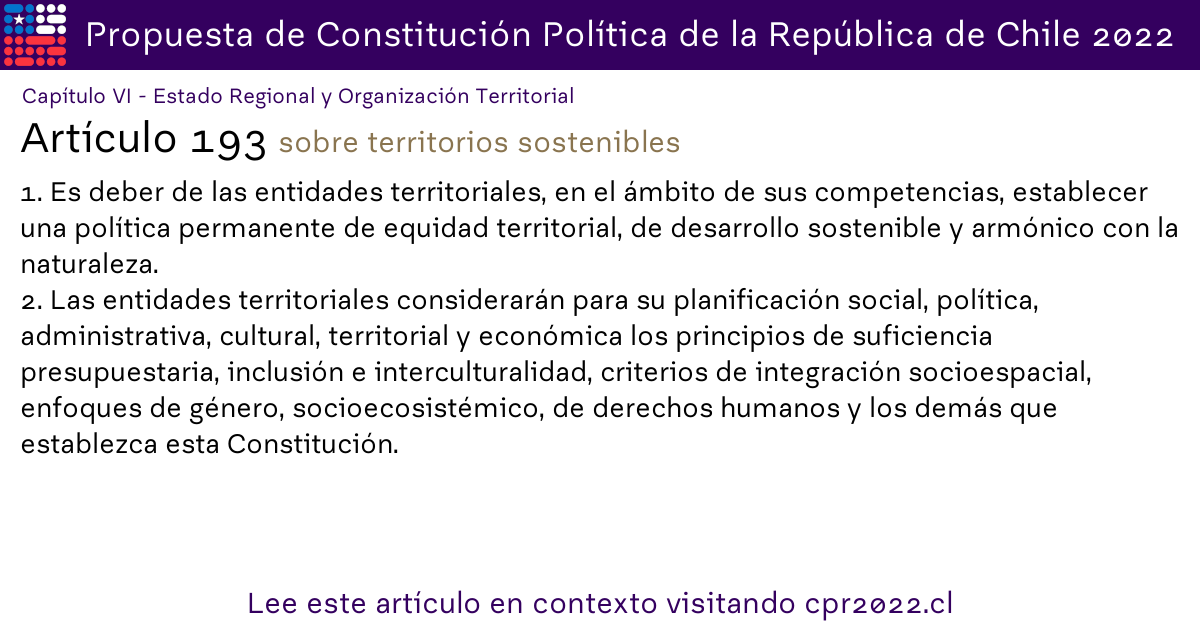 Propuesta de Constitución Política de la República de Chile 2022
Capítulo VI - Estado Regional y Organización Territorial
Artículo 193 sobre territorios sostenibles
1. Es deber de las entidades territoriales, en el ámbito de sus competencias, establecer
una política permanente de equidad territorial, de desarrollo sostenible y armónico con la
naturaleza.
2. Las entidades territoriales considerarán para su planificación social, política,
administrativa, cultural, territorial y económica los principios de suficiencia
presupuestaria, inclusión e interculturalidad, criterios de integración socioespacial,
enfoques de género, socioecosistémico, de derechos humanos y los demás que
establezca esta Constitución.
Lee este artículo en contexto visitando cpr2022.cl